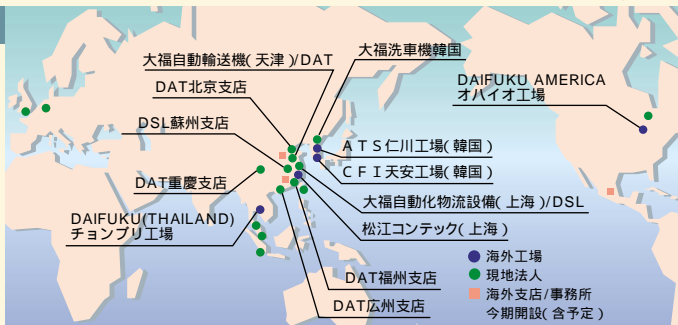 大福自動輸送機(天津)/DAT
大福洗車機韓国
DAT北京支店
DAIFUKU AMERICA
オハイオ工場
DSL蘇州支店
ATS仁川工場(韓国)
CFI天安工場(韓国)
DAT重慶支店
大福自動化物流設備(上海)/DSL
DAIFUKU(THAILAND)
チョンブリ工場
松江コンテック(上海)
DAT福州支店
DAT広州支店
海外工場
現地法人
海外支店/事務所
今期開設(含予定)